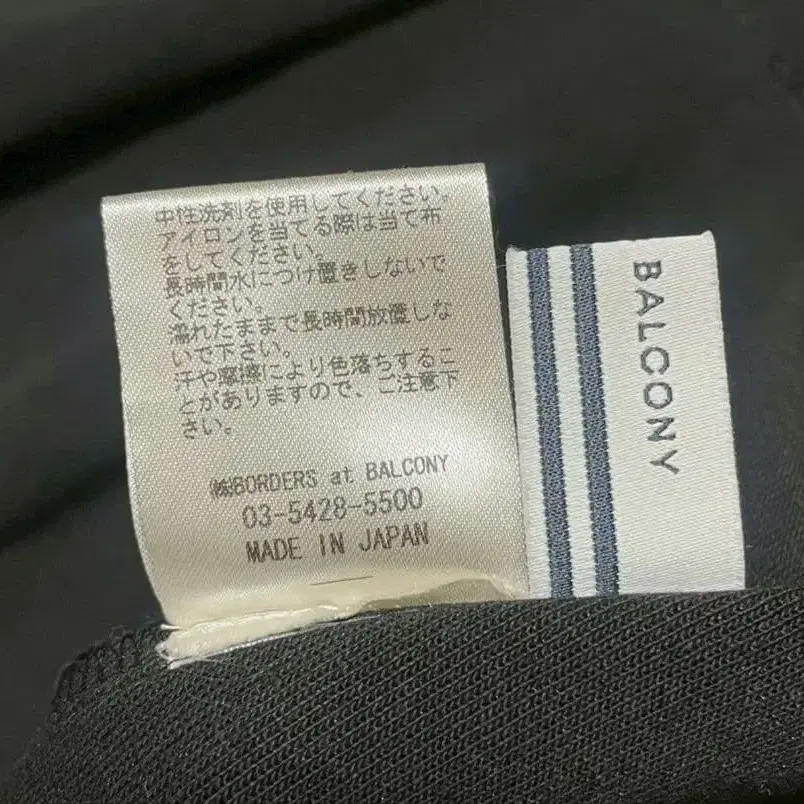 中性洗剤を使用してください。
アイロンを当てる際は当て布
をしてください。
長時間水につけ置きしないで
ください。
濡れたままで長時間放置しな
いで下さい。
汗や摩擦により色落ちするこ
とがありますので、ご注意下
さい。
㈱BORDERS at BALCONY
03-5428-5500
MADE IN JAPAN
BALCONY